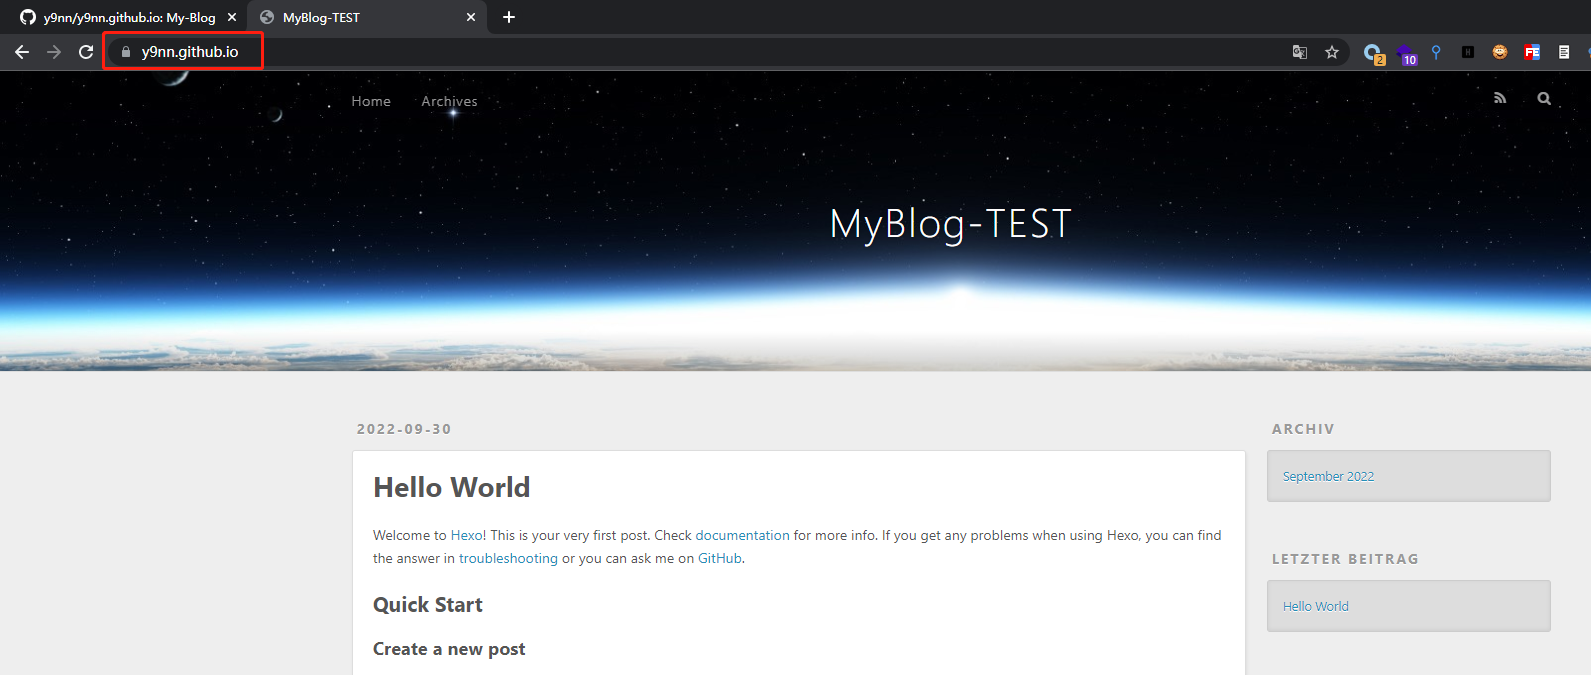 y9nn/y9nn.github.io: My-Blog
MyBlog-TEST
y9nn.github.io
2
10
H
FE
Home
Archives
MyBlog-TEST
2022-09-30
Hello World
Welcome to Hexo! This is your very first post. Check documentation for more info. If you get any problems when using Hexo, you can find
the answer in troubleshooting or you can ask me on GitHub.
Quick Start
Create a new post
ARCHIV
September 2022
LETZTER BEITRAG
Hello World